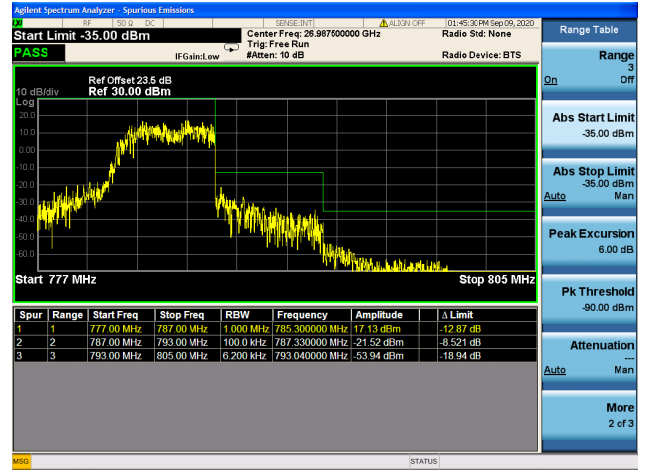 Agilent Spectrum Analyzer - Spurious Emissions
RF 50 Ω DC SENSE:INT ALIGN OFF 01:45:30 PM Sep 09, 2020
Start Limit -35.00 dBm
Center Freq: 26.987500000 GHz
Radio Std: None
Trig: Free Run
PASS
IFGain:Low
#Atten: 10 dB
Radio Device: BTS
Ref Offset 23.5 dB
10 dB/div
Ref 30.00 dBm
Log
20.0
10.0
0.00
-10.0
-20.0
-30.0
-40.0
-50.0
-60.0
Start 777 MHz
Stop 805 MHz
Spur Range Start Freq Stop Freq RBW Frequency Amplitude Δ Limit
1 1 777.00 MHz 787.00 MHz 1.000 MHz 785.300000 MHz 17.13 dBm -12.87 dB
2 2 787.00 MHz 793.00 MHz 100.0 kHz 787.330000 MHz -21.52 dBm -8.521 dB
3 3 793.00 MHz 805.00 MHz 6.200 kHz 793.040000 MHz -53.94 dBm -18.94 dB
Range Table
Range
3
On Off
Abs Start Limit
-35.00 dBm
Abs Stop Limit
-35.00 dBm
Auto Man
Peak Excursion
6.00 dB
Pk Threshold
-90.00 dBm
Attenuation
---
Auto Man
More
2 of 3
MSG
STATUS